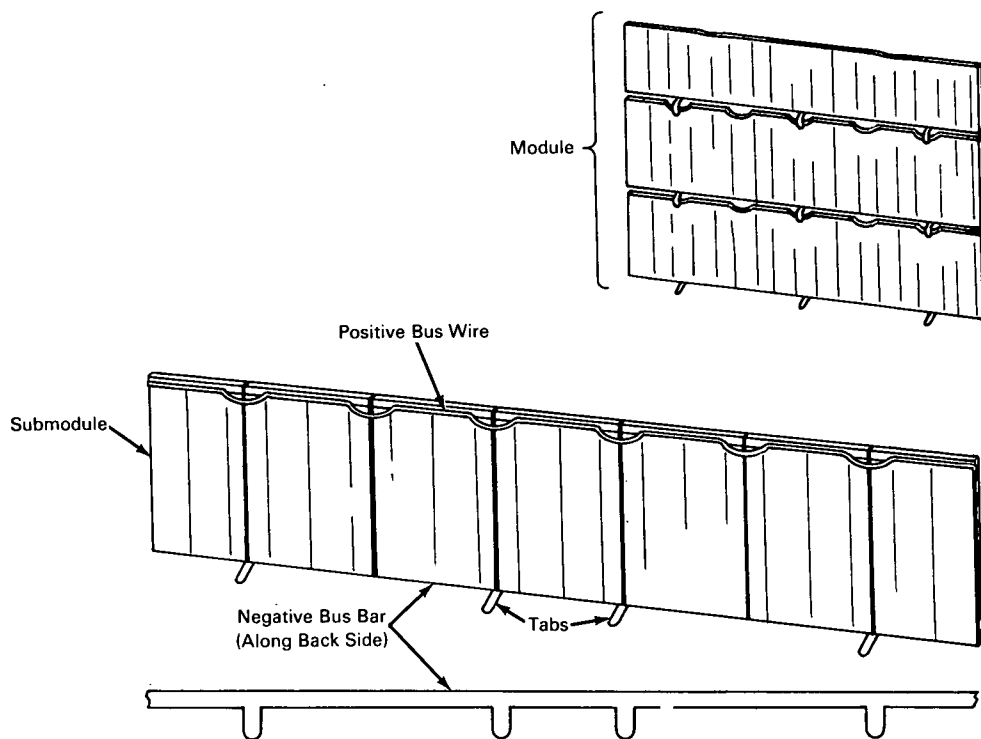 Module
Positive Bus Wire
Submodule
Negative Bus Bar
(Along Back Side)
Tabs